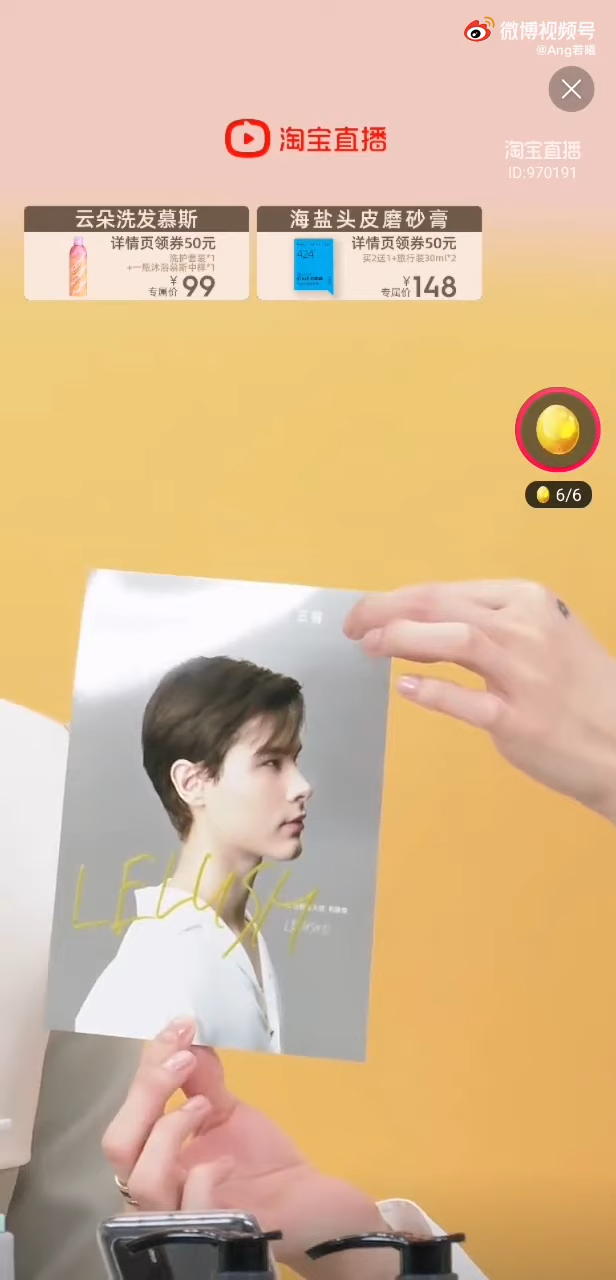 微博视频号
@Ang若曦
淘宝直播
淘宝直播
ID:970191
云朵洗发慕斯
详情页领券50元
洗护套装*1
+一瓶沐浴慕斯中样*1
专属价 ¥99
海盐头皮磨砂膏
详情页领券50元
买2送1+旅行装30ml*2
专属价 ¥148
424
6/6
LELUSH